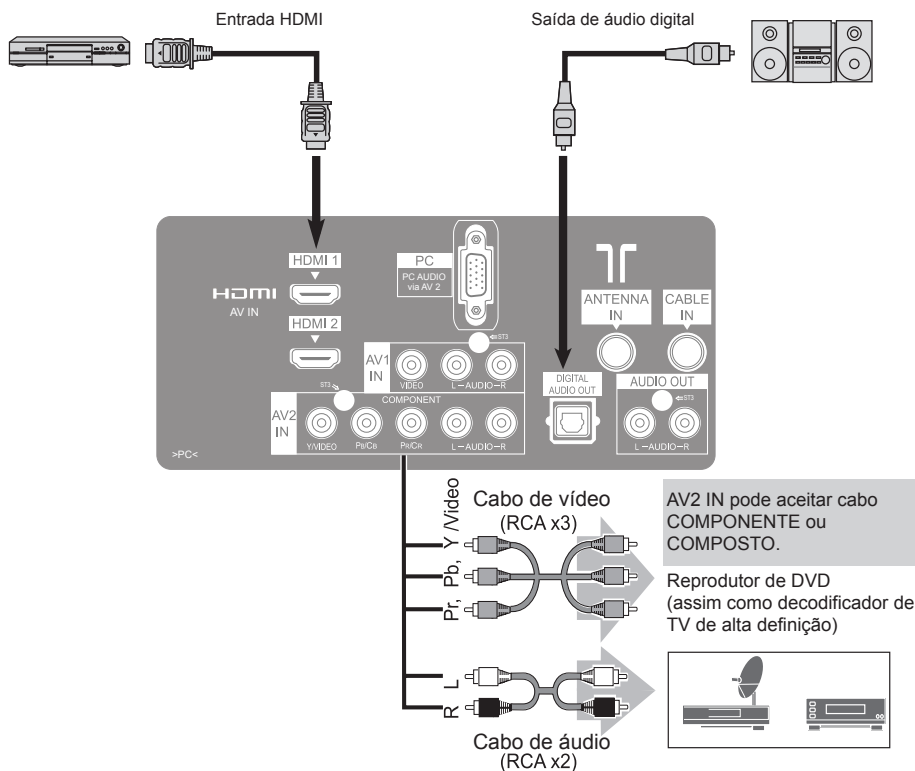 Entrada HDMI
Saída de áudio digital
HDMI 1
HDMI
AV IN
HDMI 2
PC
PC AUDIO
via AV 2
ANTENNA
IN
CABLE
IN
⇐ST3
AV1
IN
VIDEO
L–AUDIO–R
DIGITAL
AUDIO OUT
AUDIO OUT
⇐ST3
L–AUDIO–R
ST3
COMPONENT
AV2
IN
Y/VIDEO
PB/CB
PR/CR
L–AUDIO–R
>PC<
Y /Video
Pb,
Pr,
Cabo de vídeo
(RCA x3)
AV2 IN pode aceitar cabo
COMPONENTE ou
COMPOSTO.
Reprodutor de DVD
(assim como decodificador de
TV de alta definição)
L
R
Cabo de áudio
(RCA x2)